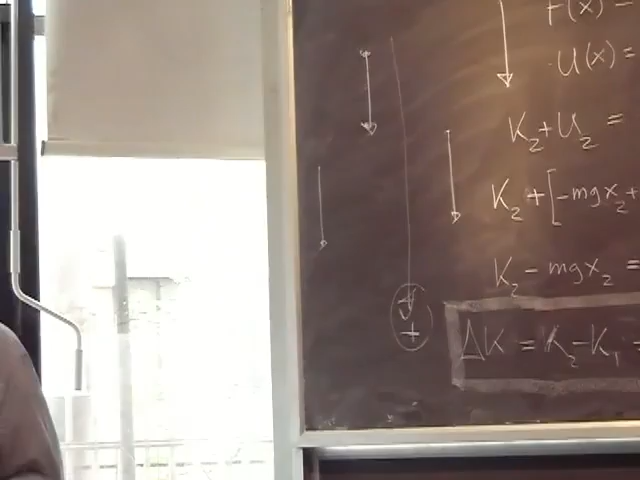 F(x) =
U(x) =
K₂ + U₂ =
K₂ + [-mgx₂ +
K₂ - mgx₂ =
+
ΔK = K₂ - K₁ =